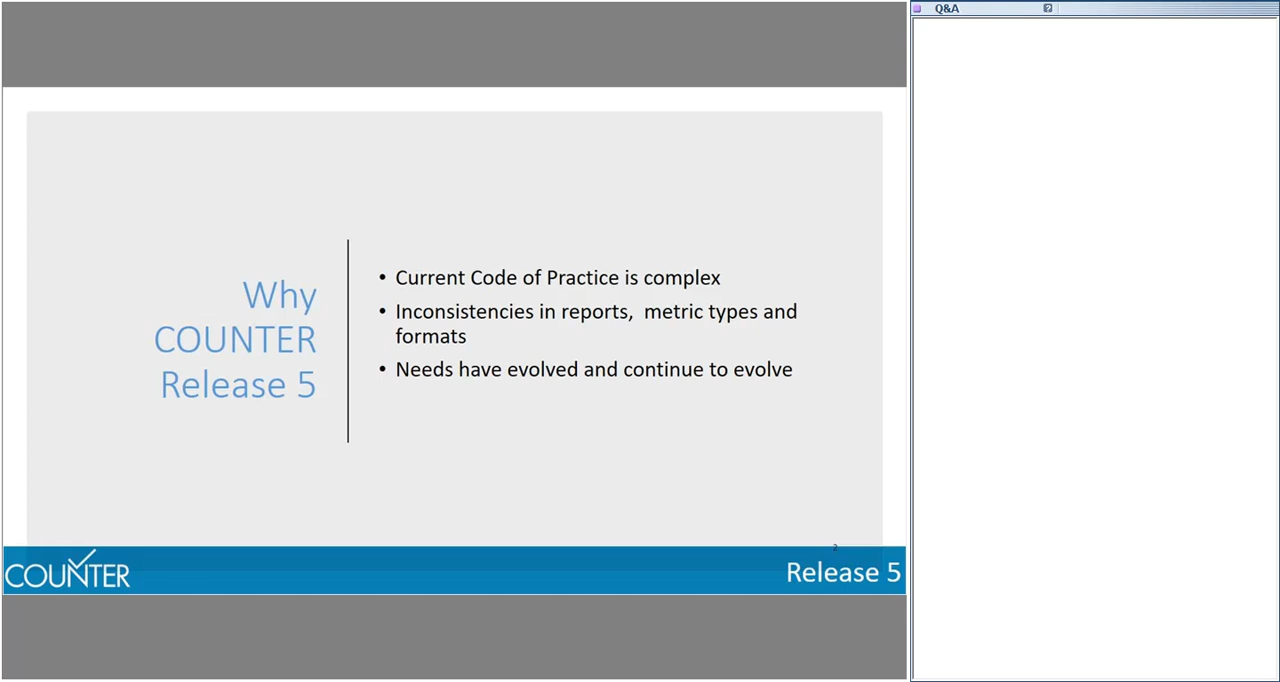 Q&A
Why
COUNTER
Release 5
• Current Code of Practice is complex
• Inconsistencies in reports,  metric types and
formats
• Needs have evolved and continue to evolve
2
COUNTER
Release 5